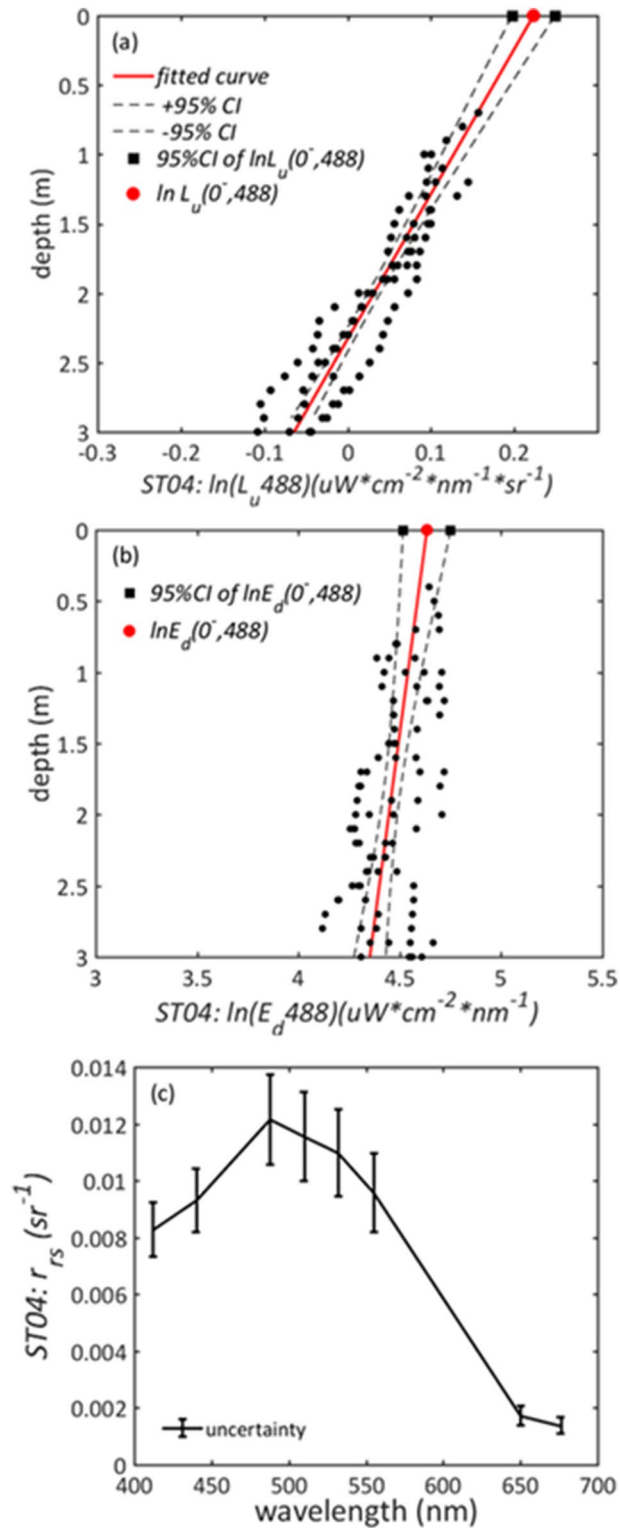 (a)
0
0.5
1
1.5
2
2.5
3
depth (m)
fitted curve
+95% CI
-95% CI
95%CI of lnLu(0-,488)
ln Lu(0-,488)
-0.3 -0.2 -0.1 0 0.1 0.2
ST04: ln(Lu488)(uW*cm-2*nm-1*sr-1)
(b)
0
0.5
1
1.5
2
2.5
3
depth (m)
95%CI of lnEd(0-,488)
lnEd(0-,488)
3 3.5 4 4.5 5 5.5
ST04: ln(Ed488)(uW*cm-2*nm-1)
(c)
0.014
0.012
0.01
0.008
0.006
0.004
0.002
0
ST04: rrs (sr-1)
uncertainty
400 450 500 550 600 650 700
wavelength (nm)